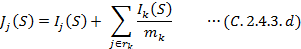 J_j(S) = I_j(S) + ∑_{j∈r_k} I_k(S)/m_k ⋯ (C.2.4.3.d)